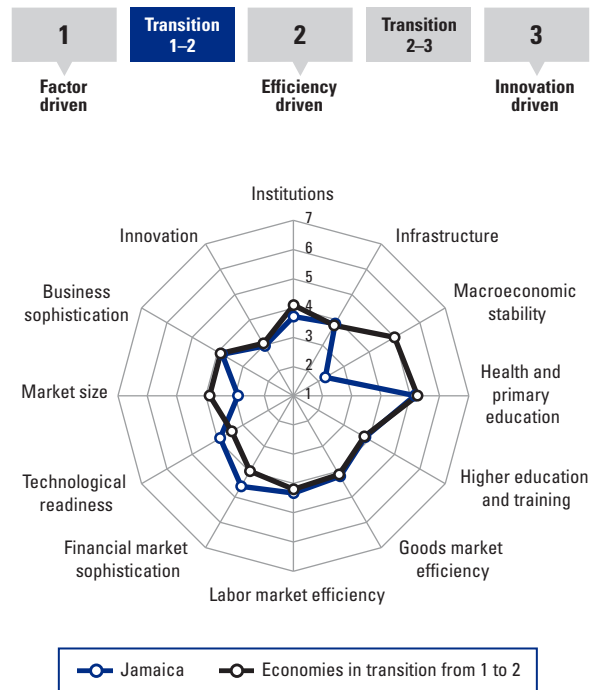 1
Transition
1–2
2
Transition
2–3
3
Factor
driven
Efficiency
driven
Innovation
driven
Institutions
7
6
5
4
3
2
1
Innovation
Infrastructure
Business
sophistication
Macroeconomic
stability
Market size
Health and
primary
education
Technological
readiness
Higher education
and training
Financial market
sophistication
Goods market
efficiency
Labor market efficiency
Jamaica
Economies in transition from 1 to 2